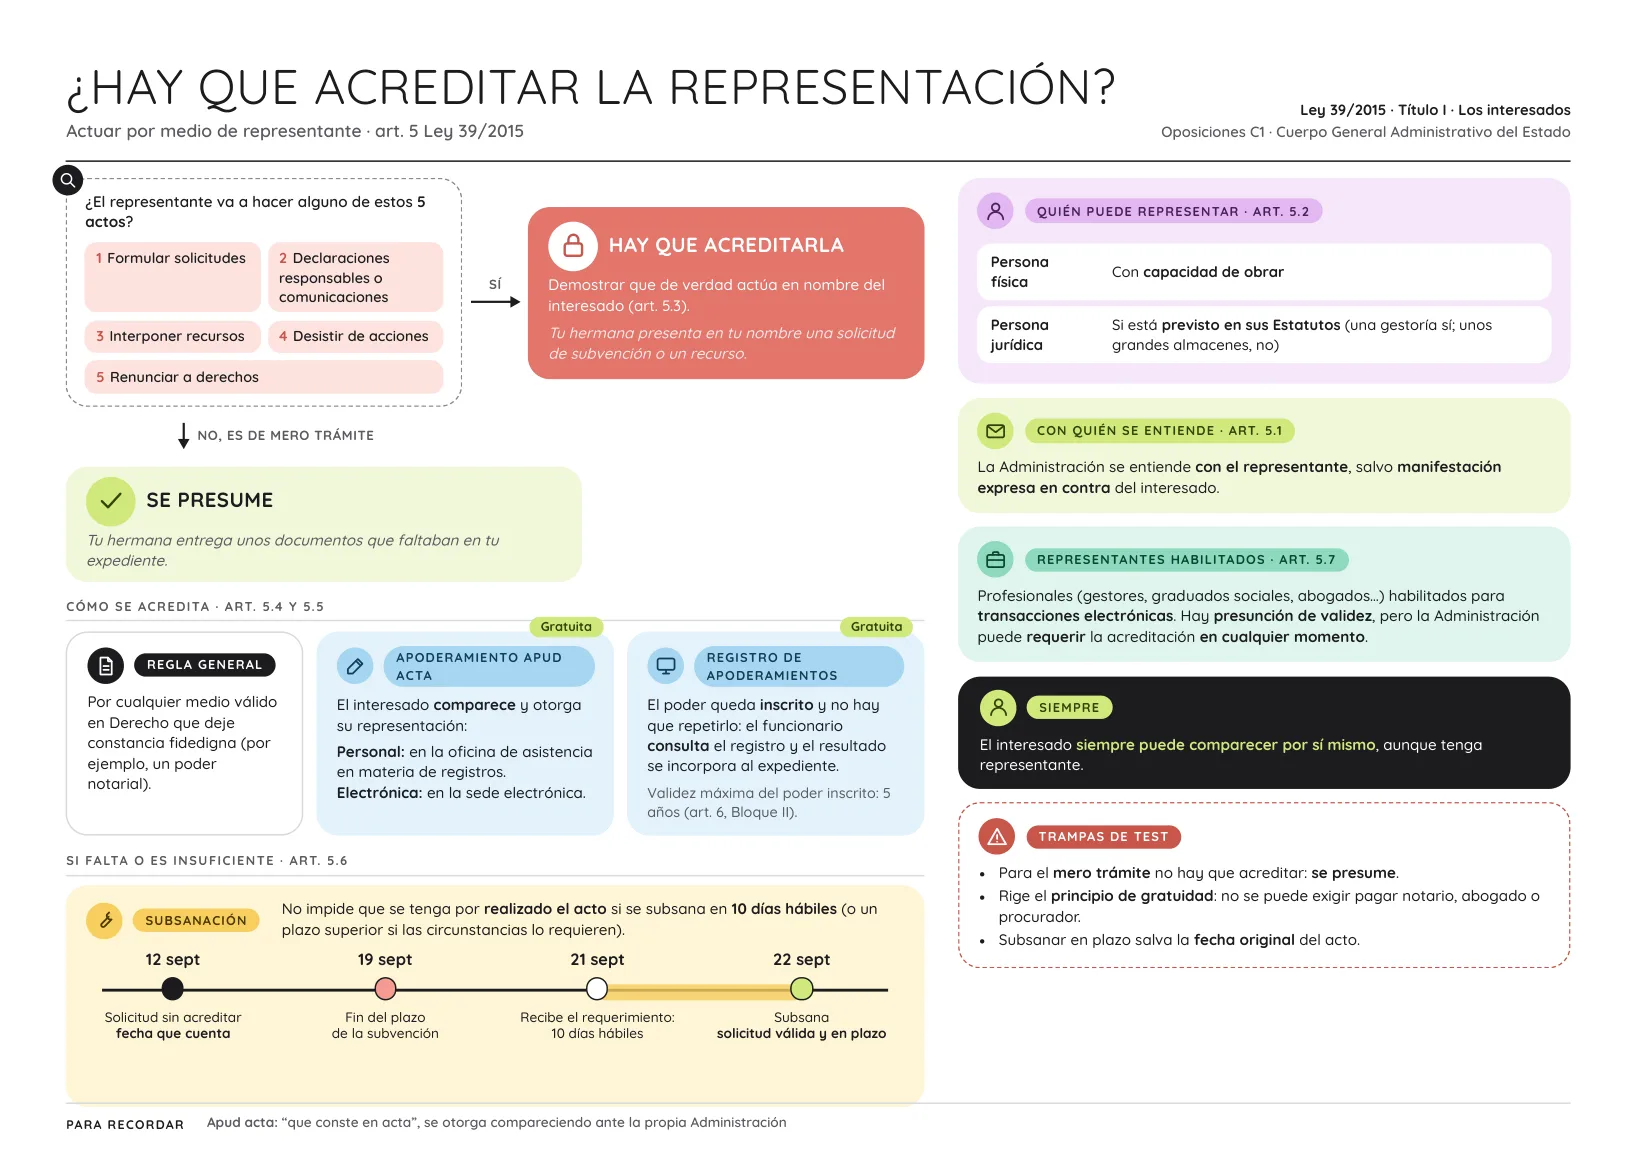 ¿HAY QUE ACREDITAR LA REPRESENTACIÓN?
Actuar por medio de representante · art. 5 Ley 39/2015
Ley 39/2015 · Título I · Los interesados
Oposiciones C1 · Cuerpo General Administrativo del Estado
¿El representante va a hacer alguno de estos 5
actos?
1 Formular solicitudes
2 Declaraciones
responsables o
comunicaciones
3 Interponer recursos
4 Desistir de acciones
5 Renunciar a derechos
SÍ
HAY QUE ACREDITARLA
Demostrar que de verdad actúa en nombre del
interesado (art. 5.3).
Tu hermana presenta en tu nombre una solicitud
de subvención o un recurso.
NO, ES DE MERO TRÁMITE
SE PRESUME
Tu hermana entrega unos documentos que faltaban en tu
expediente.
CÓMO SE ACREDITA · ART. 5.4 Y 5.5
REGLA GENERAL
Por cualquier medio válido
en Derecho que deje
constancia fidedigna (por
ejemplo, un poder
notarial).
Gratuita
APODERAMIENTO APUD
ACTA
El interesado comparece y otorga
su representación:
Personal: en la oficina de asistencia
en materia de registros.
Electrónica: en la sede electrónica.
Gratuita
REGISTRO DE
APODERAMIENTOS
El poder queda inscrito y no hay
que repetirlo: el funcionario
consulta el registro y el resultado
se incorpora al expediente.
Validez máxima del poder inscrito: 5
años (art. 6, Bloque II).
SI FALTA O ES INSUFICIENTE · ART. 5.6
SUBSANACIÓN
No impide que se tenga por realizado el acto si se subsana en 10 días hábiles (o un
plazo superior si las circunstancias lo requieren).
12 sept
Solicitud sin acreditar
fecha que cuenta
19 sept
Fin del plazo
de la subvención
21 sept
Recibe el requerimiento:
10 días hábiles
22 sept
Subsana
solicitud válida y en plazo
QUIÉN PUEDE REPRESENTAR · ART. 5.2
Persona
física
Con capacidad de obrar
Persona
jurídica
Si está previsto en sus Estatutos (una gestoría sí; unos
grandes almacenes, no)
CON QUIÉN SE ENTIENDE · ART. 5.1
La Administración se entiende con el representante, salvo manifestación
expresa en contra del interesado.
REPRESENTANTES HABILITADOS · ART. 5.7
Profesionales (gestores, graduados sociales, abogados…) habilitados para
transacciones electrónicas. Hay presunción de validez, pero la Administración
puede requerir la acreditación en cualquier momento.
SIEMPRE
El interesado siempre puede comparecer por sí mismo, aunque tenga
representante.
TRAMPAS DE TEST
• Para el mero trámite no hay que acreditar: se presume.
• Rige el principio de gratuidad: no se puede exigir pagar notario, abogado o
procurador.
• Subsanar en plazo salva la fecha original del acto.
PARA RECORDAR
Apud acta: “que conste en acta”, se otorga compareciendo ante la propia Administración